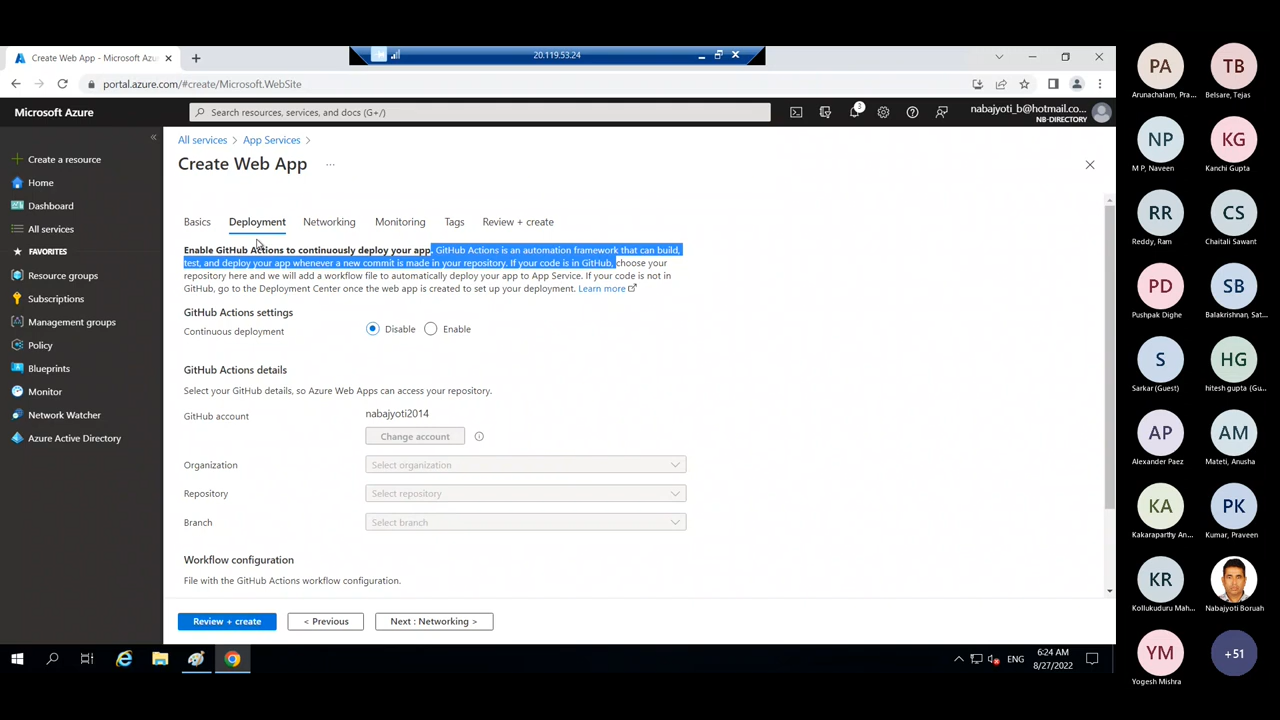 Create Web App - Microsoft Azu
20.119.53.24
portal.azure.com/#create/Microsoft.WebSite
Microsoft Azure
Search resources, services, and docs (G+/)
3
nabajyoti_b@hotmail.co...
NB-DIRECTORY
Create a resource
Home
Dashboard
All services
FAVORITES
Resource groups
Subscriptions
Management groups
Policy
Blueprints
Monitor
Network Watcher
Azure Active Directory
All services
App Services
Create Web App
...
Basics
Deployment
Networking
Monitoring
Tags
Review + create
Enable GitHub Actions to continuously deploy your app. GitHub Actions is an automation framework that can build,
test, and deploy your app whenever a new commit is made in your repository. If your code is in GitHub, choose your
repository here and we will add a workflow file to automatically deploy your app to App Service. If your code is not in
GitHub, go to the Deployment Center once the web app is created to set up your deployment. Learn more
GitHub Actions settings
Continuous deployment
Disable
Enable
GitHub Actions details
Select your GitHub details, so Azure Web Apps can access your repository.
GitHub account
nabajyoti2014
Change account
Organization
Select organization
Repository
Select repository
Branch
Select branch
Workflow configuration
File with the GitHub Actions workflow configuration.
Review + create
< Previous
Next : Networking >
ENG
6:24 AM
8/27/2022
PA
Arunachalam, Pra...
TB
Belsare, Tejas
NP
M P, Naveen
KG
Kanchi Gupta
RR
Reddy, Ram
CS
Chaitali Sawant
PD
Pushpak Dighe
SB
Balakrishnan, Sat...
S
Sarkar (Guest)
HG
hitesh gupta (Gu...
AP
Alexander Paez
AM
Mateti, Anusha
KA
Kakaraparthy An...
PK
Kumar, Praveen
KR
Kollukuduru Mah...
Nabajyoti Boruah
YM
Yogesh Mishra
+51